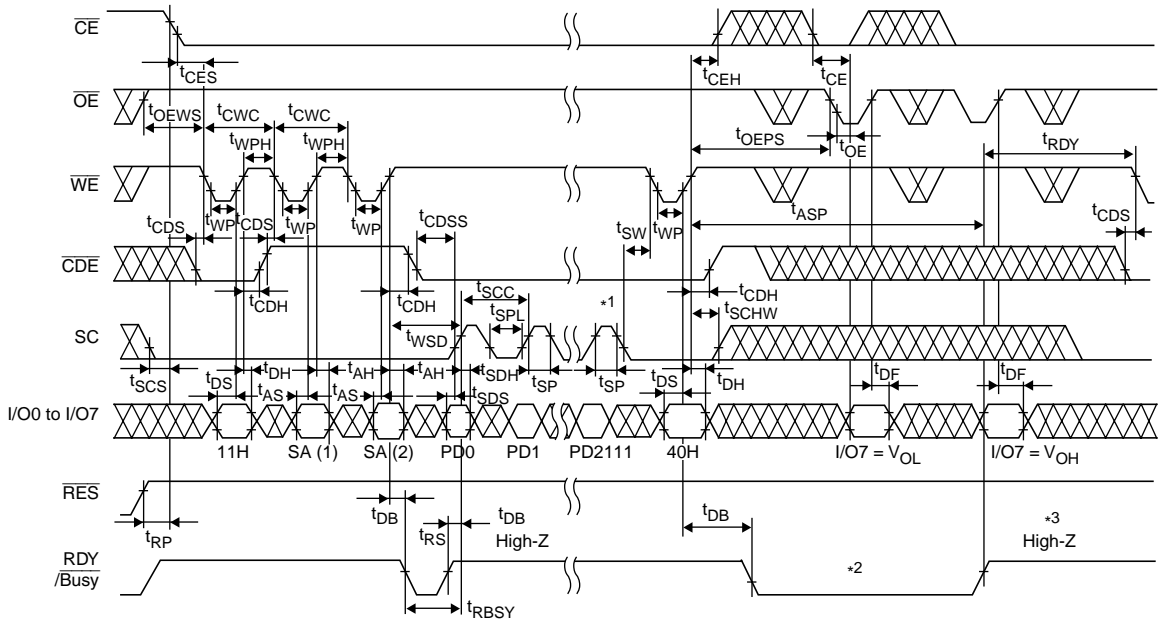 CE
tCES
tCEH
tCE
OE
tOEWS
tCWC
tCWC
tWPH
tWPH
tOEPS
tOE
tRDY
WE
tCDS
tWP
tCDS
tWP
tWP
tCDSS
tSW
tWP
tASP
tCDS
CDE
tCDH
tCDH
tSCC
*1
tCDH
SC
tWSD
tSPL
tSCHW
tSCS
tDS
tDH
tAS
tAH
tAS
tAH
tSDH
tSDS
tSP
tSP
tDS
tDH
tDF
tDF
I/O0 to I/O7
11H
SA (1)
SA (2)
PD0
PD1
PD2111
40H
I/O7 = VOL
I/O7 = VOH
RES
tRP
tDB
tRS
tDB
High-Z
tDB
*3
High-Z
RDY
/Busy
*2
tRBSY